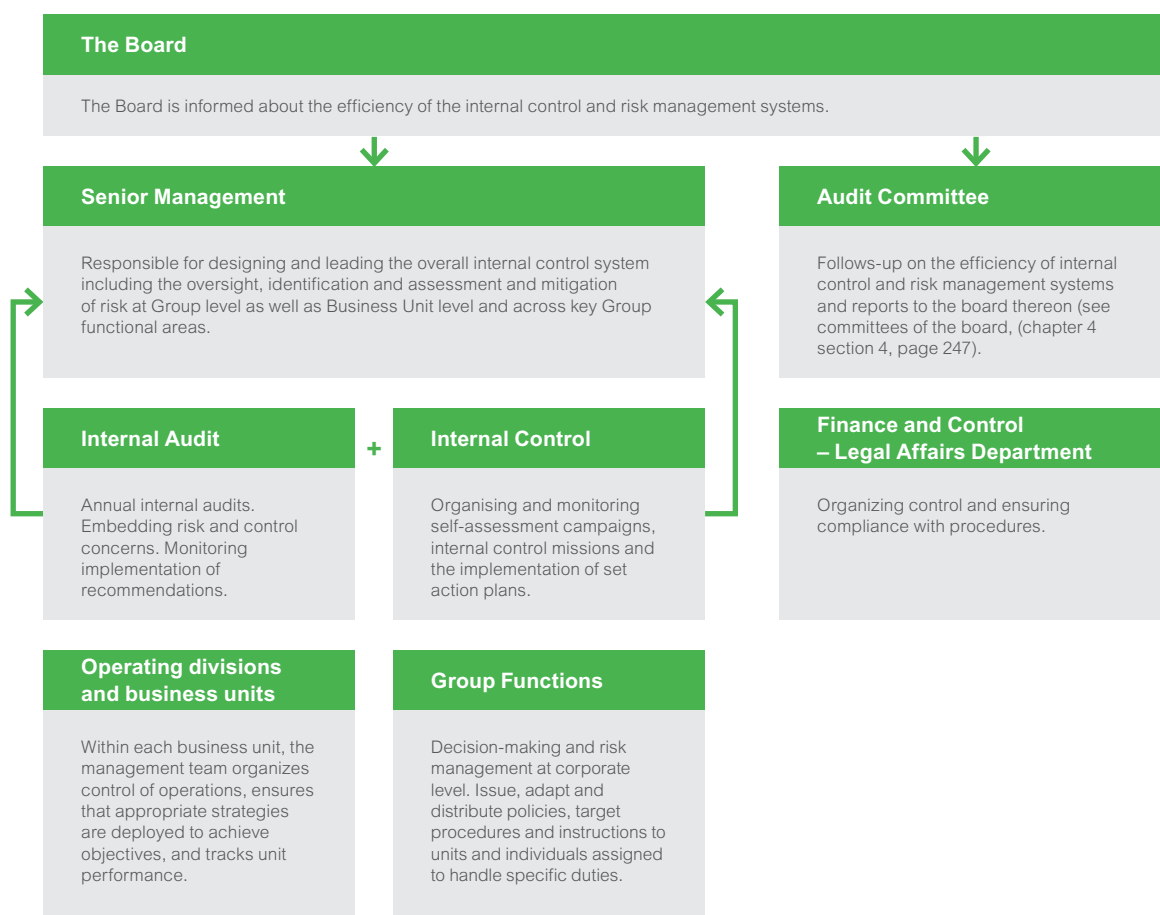 The Board
The Board is informed about the efficiency of the internal control and risk management systems.
Senior Management
Responsible for designing and leading the overall internal control system
including the oversight, identification and assessment and mitigation
of risk at Group level as well as Business Unit level and across key Group
functional areas.
Audit Committee
Follows-up on the efficiency of internal
control and risk management systems
and reports to the board thereon (see
committees of the board, (chapter 4
section 4, page 247).
Internal Audit
Annual internal audits.
Embedding risk and control
concerns. Monitoring
implementation of
recommendations.
+
Internal Control
Organising and monitoring
self-assessment campaigns,
internal control missions and
the implementation of set
action plans.
Finance and Control
– Legal Affairs Department
Organizing control and ensuring
compliance with procedures.
Operating divisions
and business units
Within each business unit, the
management team organizes
control of operations, ensures
that appropriate strategies
are deployed to achieve
objectives, and tracks unit
performance.
Group Functions
Decision-making and risk
management at corporate
level. Issue, adapt and
distribute policies, target
procedures and instructions to
units and individuals assigned
to handle specific duties.